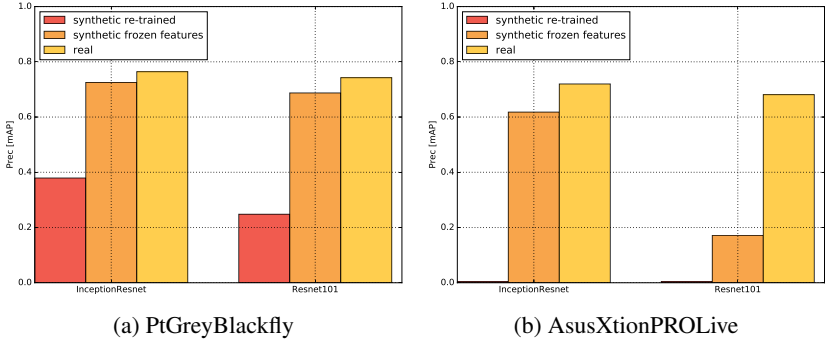 synthetic re-trained
synthetic frozen features
real
Prec [mAP]
0.8
0.6
0.4
0.2
0.0
InceptionResnet
Resnet101
(a) PtGreyBlackfly
synthetic re-trained
synthetic frozen features
real
Prec [mAP]
1.0
0.8
0.6
0.4
0.2
0.0
InceptionResnet
Resnet101
(b) AsusXtionPROLive